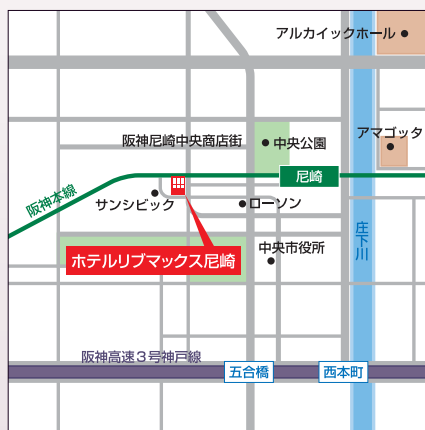 アルカイックホール
阪神尼崎中央商店街
中央公園
アマゴッタ
尼崎
阪神本線
サンシビック
ローソン
庄下川
中央市役所
ホテルリブマックス尼崎
阪神高速3号神戸線
五合橋
西本町